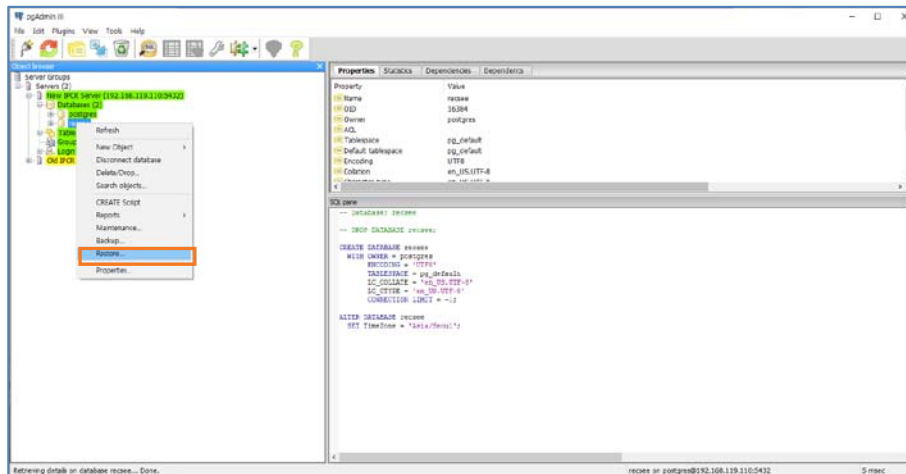 pgAdmin III
File Edit Plugins View Tools Help
Object browser
Server Groups
Servers (2)
New IPCR Server (192.168.119.110:5432)
Databases (2)
postgres
Table
Group
Login
Old IPCR
Refresh
New Object
Disconnect database
Delete/Drop...
Search objects...
CREATE Script
Reports
Maintenance...
Backup...
Restore...
Properties...
Properties Statistics Dependencies Dependents
Property Value
Name recsee
OID 16384
Owner postgres
ACL
Tablespace pg_default
Default tablespace pg_default
Encoding UTF8
Collation en_US.UTF-8
SQL pane
-- Database: recsee
-- DROP DATABASE recsee;
CREATE DATABASE recsee
WITH OWNER = postgres
ENCODING = 'UTF8'
TABLESPACE = pg_default
LC_COLLATE = 'en_US.UTF-8'
LC_CTYPE = 'en_US.UTF-8'
CONNECTION LIMIT = -1;
ALTER DATABASE recsee
SET TimeZone = 'Asia/Seoul';
Retrieving details on database recsee... Done.
recsee on postgres@192.168.119.110:5432
5 msec